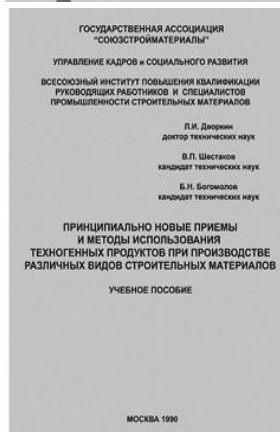 ГОСУДАРСТВЕННАЯ АССОЦИАЦИЯ
"СОЮЗСТРОЙМАТЕРИАЛЫ"
УПРАВЛЕНИЕ КАДРОВ и СОЦИАЛЬНОГО РАЗВИТИЯ
ВСЕСОЮЗНЫЙ ИНСТИТУТ ПОВЫШЕНИЯ КВАЛИФИКАЦИИ
РУКОВОДЯЩИХ РАБОТНИКОВ И СПЕЦИАЛИСТОВ
ПРОМЫШЛЕННОСТИ СТРОИТЕЛЬНЫХ МАТЕРИАЛОВ
Л.И. Дворкин
доктор технических наук
В.П. Шестаков
кандидат технических наук
Б.Н. Богомолов
кандидат технических наук
ПРИНЦИПИАЛЬНО НОВЫЕ ПРИЕМЫ
И МЕТОДЫ ИСПОЛЬЗОВАНИЯ
ТЕХНОГЕННЫХ ПРОДУКТОВ ПРИ ПРОИЗВОДСТВЕ
РАЗЛИЧНЫХ ВИДОВ СТРОИТЕЛЬНЫХ МАТЕРИАЛОВ
УЧЕБНОЕ ПОСОБИЕ
МОСКВА 1990